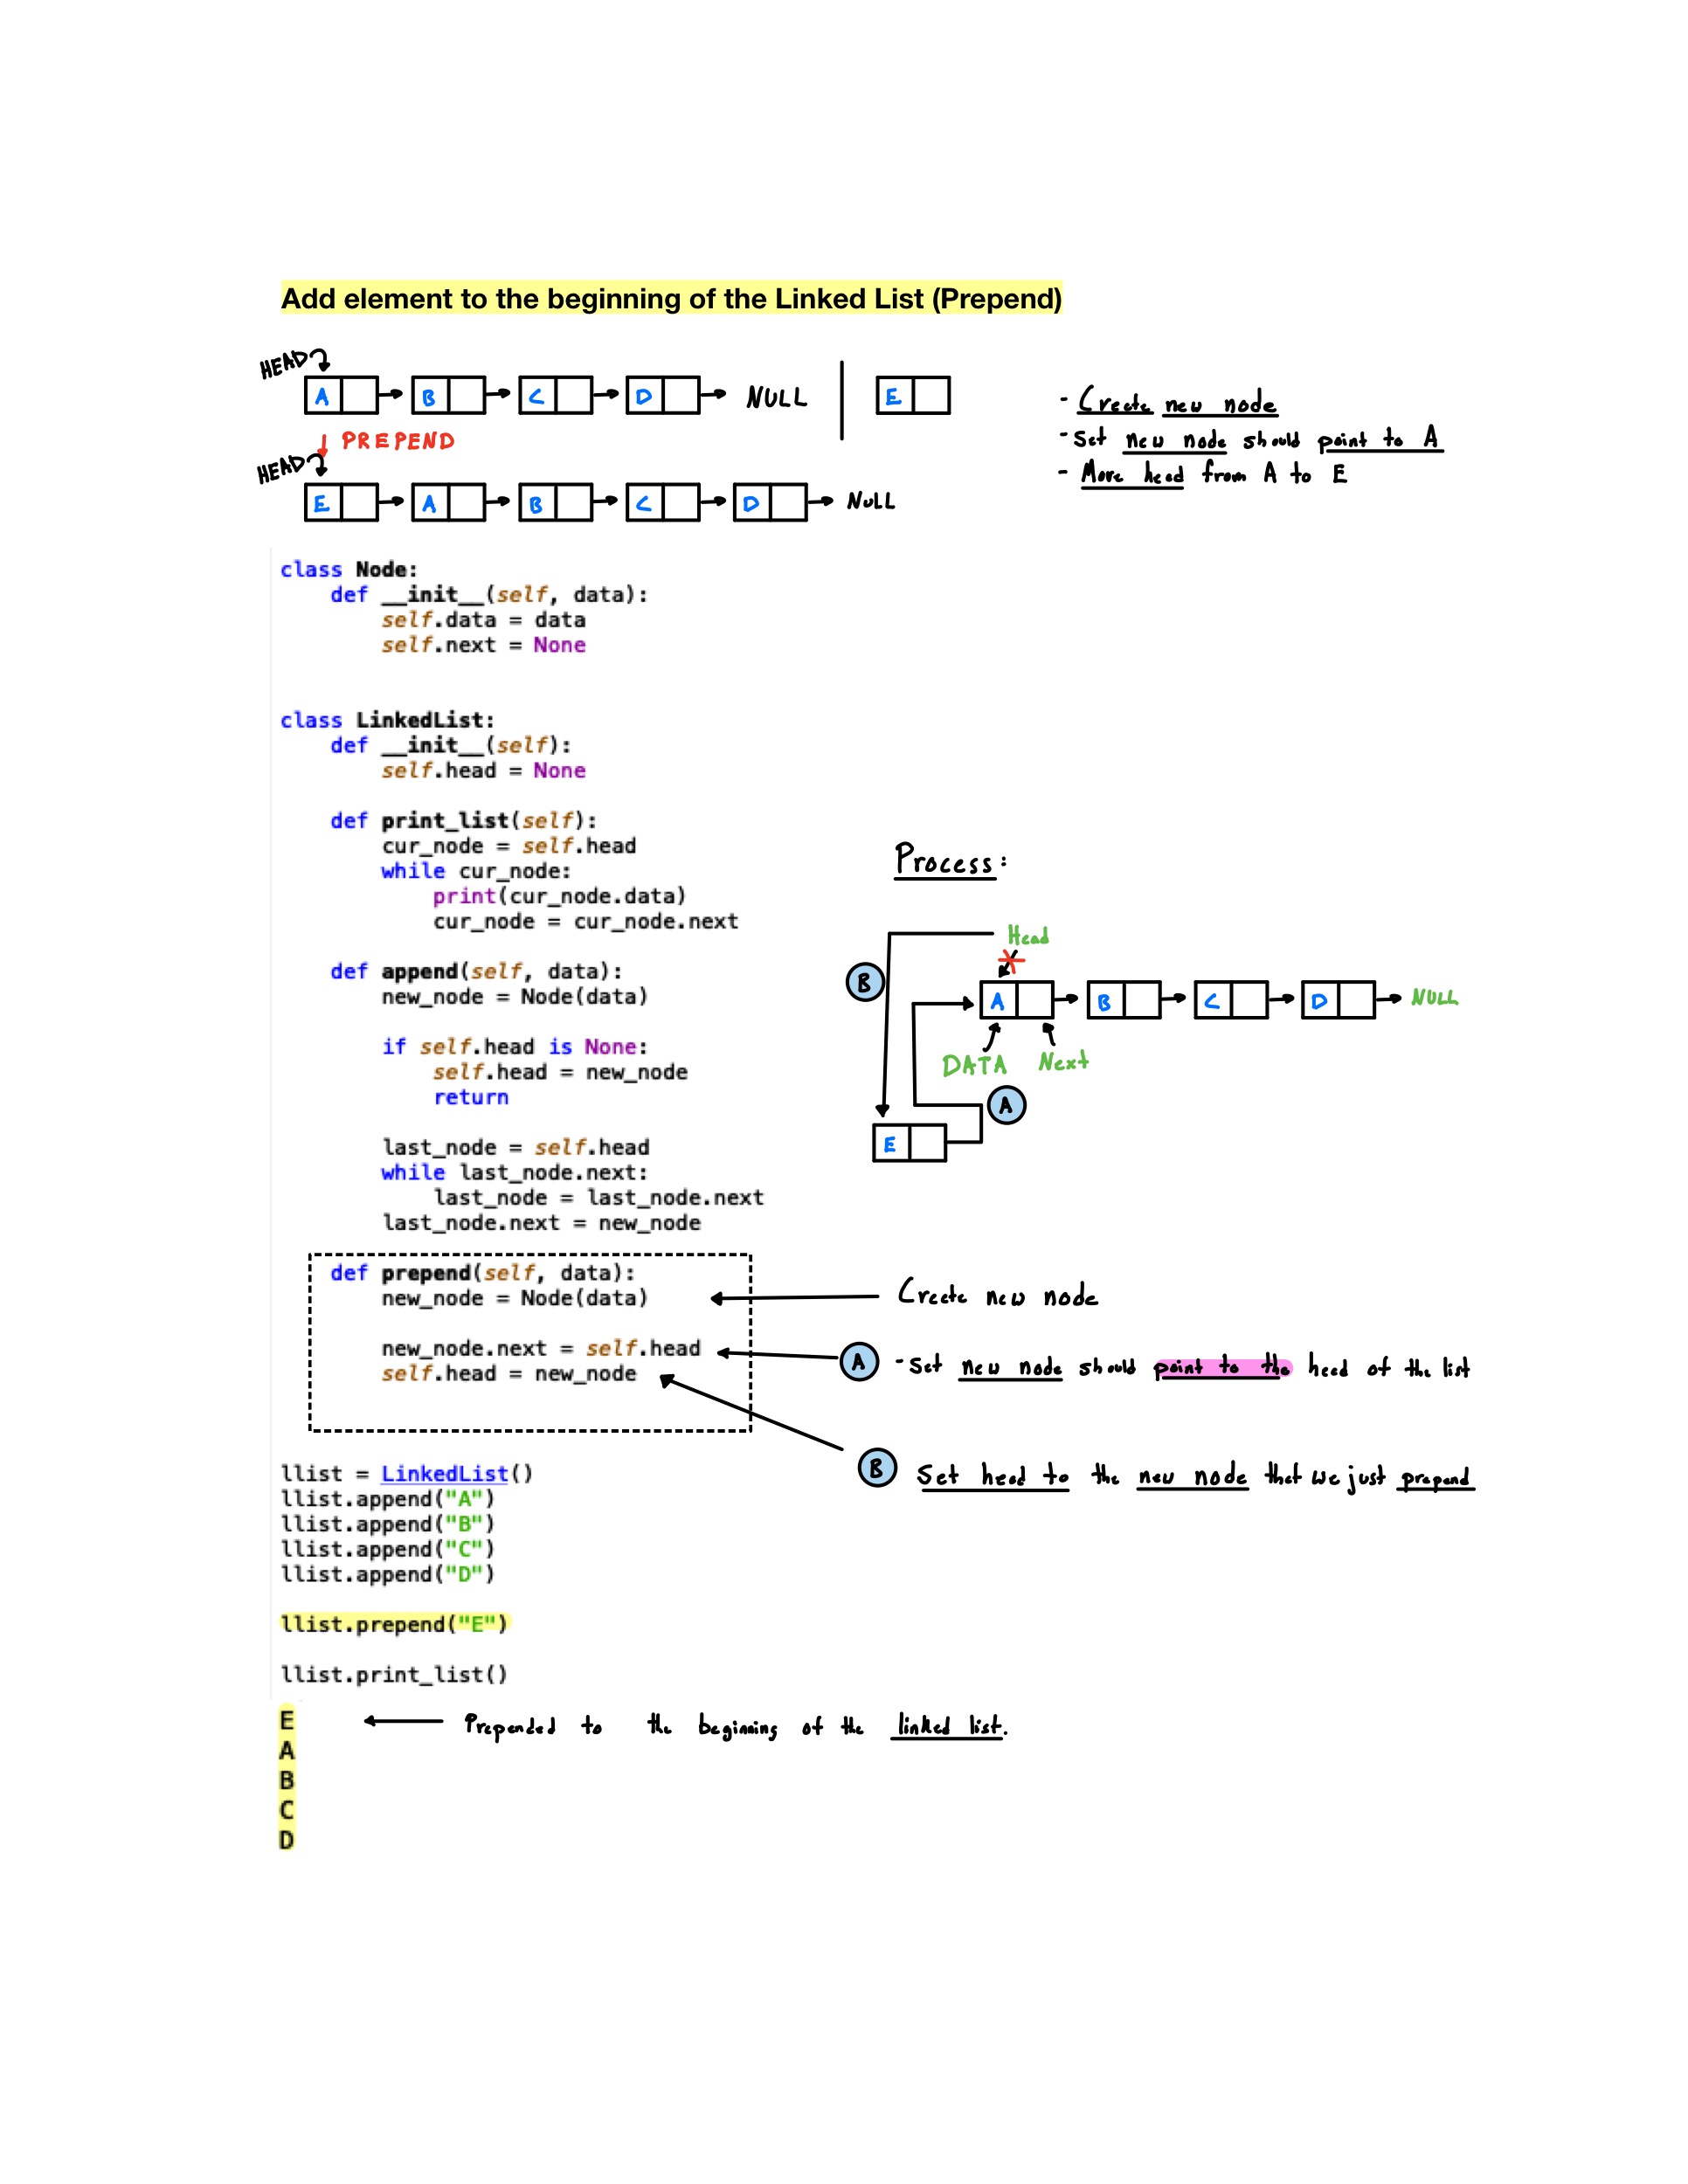 Add element to the beginning of the Linked List (Prepend)
HEAD
A B C D NULL E
PREPEND
HEAD
E A B C D NULL
- Create new node
- Set new node should point to A
- Move head from A to E
class Node:
    def __init__(self, data):
        self.data = data
        self.next = None
class LinkedList:
    def __init__(self):
        self.head = None
    def print_list(self):
        cur_node = self.head
        while cur_node:
            print(cur_node.data)
            cur_node = cur_node.next
    def append(self, data):
        new_node = Node(data)
        if self.head is None:
            self.head = new_node
            return
        last_node = self.head
        while last_node.next:
            last_node = last_node.next
        last_node.next = new_node
Process:
Head
B
A B C D NULL
DATA Next
A
E
    def prepend(self, data):
        new_node = Node(data)
        new_node.next = self.head
        self.head = new_node
Create new node
A - Set new node should point to the head of the list
B Set head to the new node that we just prepend
llist = LinkedList()
llist.append("A")
llist.append("B")
llist.append("C")
llist.append("D")
llist.prepend("E")
llist.print_list()
E Prepended to the beginning of the linked list.
A
B
C
D